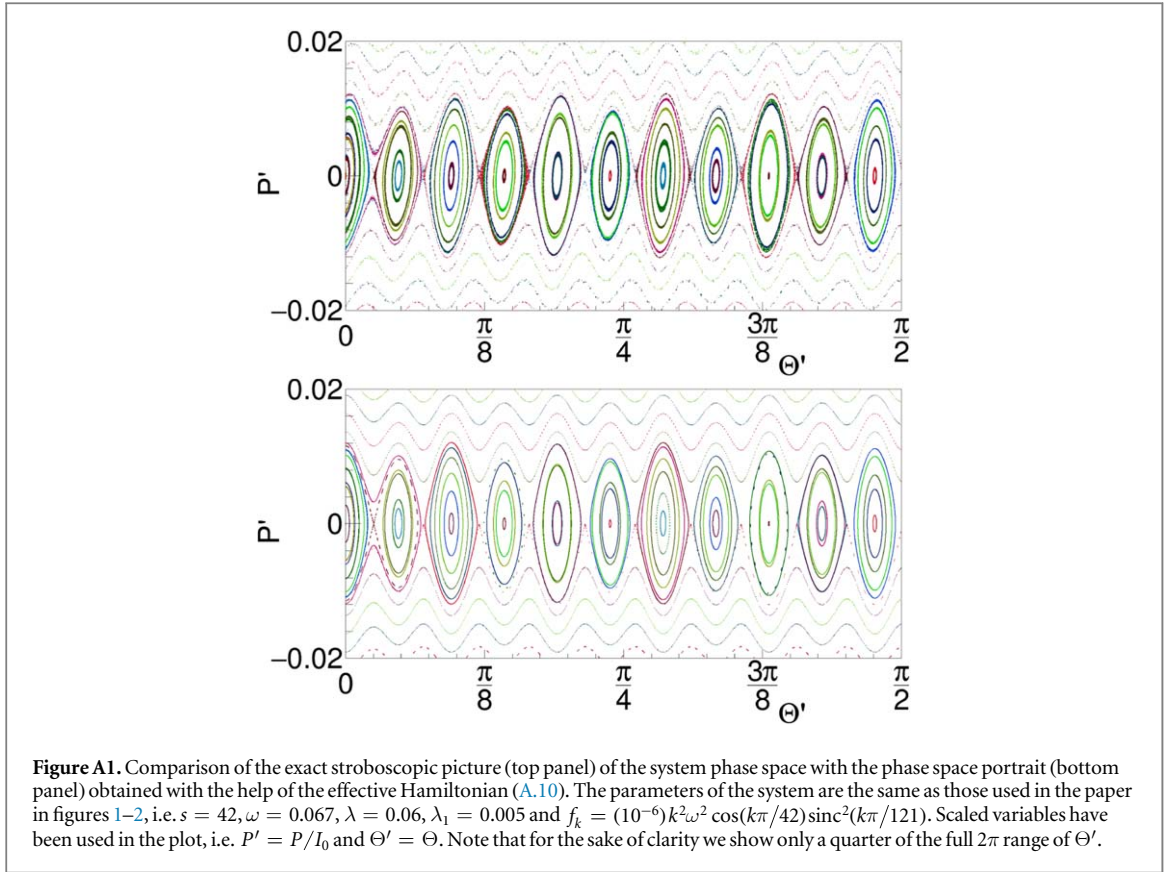 0.02
P'
0
−0.02
0 π/8 π/4 3π/8 π/2
Θ'
0.02
P'
0
−0.02
0 π/8 π/4 3π/8 π/2
Θ'
Figure A1. Comparison of the exact stroboscopic picture (top panel) of the system phase space with the phase space portrait (bottom
panel) obtained with the help of the effective Hamiltonian (A.10). The parameters of the system are the same as those used in the paper
in figures 1–2, i.e. s = 42, ω = 0.067, λ = 0.06, λ₁ = 0.005 and fₖ = (10⁻⁶)k²ω² cos(kπ/42)sinc²(kπ/121). Scaled variables have
been used in the plot, i.e. P′ = P/I₀ and Θ′ = Θ. Note that for the sake of clarity we show only a quarter of the full 2π range of Θ′.